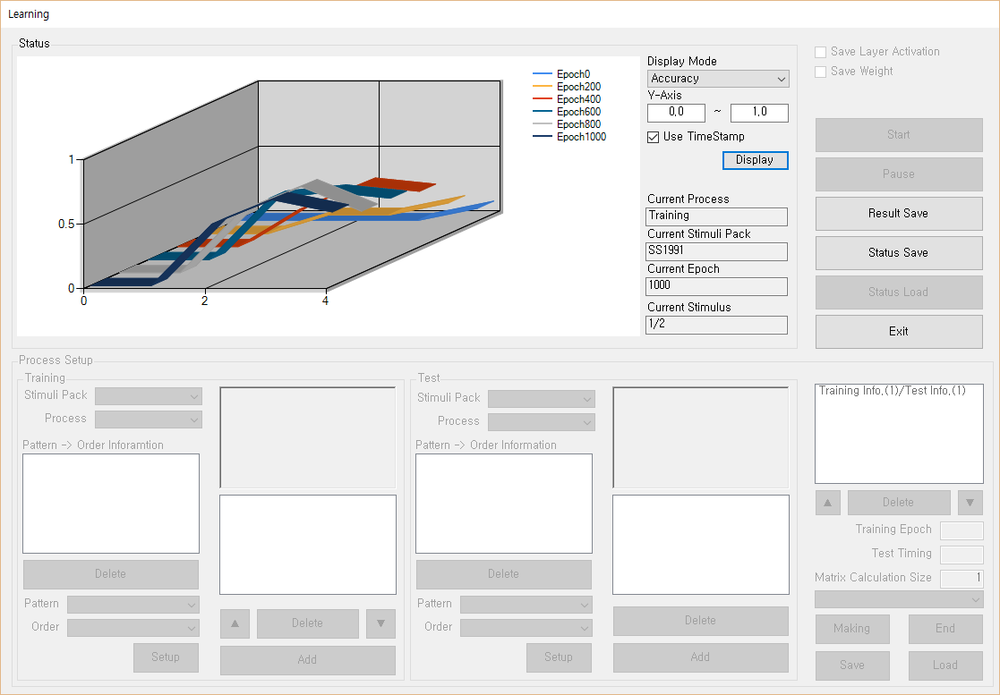 Learning
Status
1
0.5
0
0
2
4
Epoch0
Epoch200
Epoch400
Epoch600
Epoch800
Epoch1000
Display Mode
Accuracy
Y-Axis
0.0 ~ 1.0
Use TimeStamp
Display
Current Process
Training
Current Stimuli Pack
SS1991
Current Epoch
1000
Current Stimulus
1/2
Save Layer Activation
Save Weight
Start
Pause
Result Save
Status Save
Status Load
Exit
Process Setup
Training
Stimuli Pack
Process
Pattern -> Order Inforamtion
Delete
Pattern
Order
Setup
▲ Delete ▼
Add
Test
Stimuli Pack
Process
Pattern -> Order Information
Delete
Pattern
Order
Setup
Delete
Add
Training Info.(1)/Test Info.(1)
▲ Delete ▼
Training Epoch
Test Timing
Matrix Calculation Size 1
Making End
Save Load